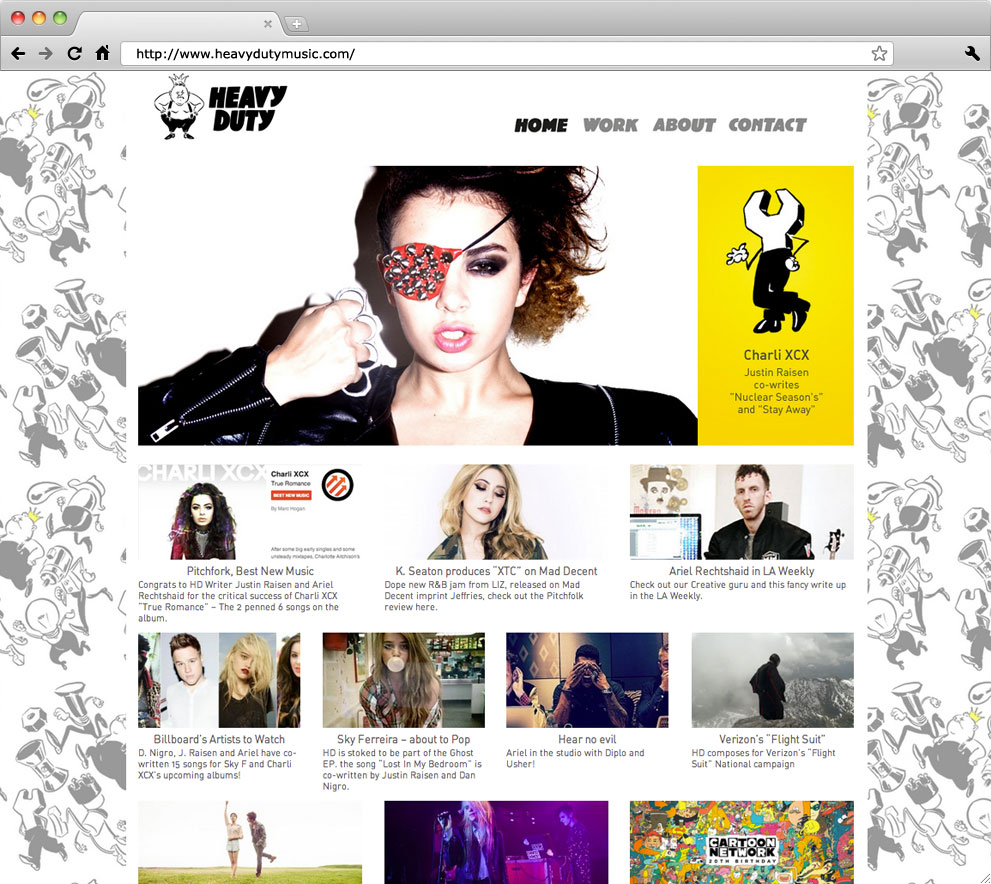 http://www.heavydutymusic.com/
HEAVY
DUTY
HOME WORK ABOUT CONTACT
Charli XCX
Justin Raisen
co-writes
"Nuclear Season's"
and "Stay Away"
CHARLI XCX
Charli XCX
True Romance
BEST NEW MUSIC
By Marc Hogan
After some big early singles and some
unsteady mixtapes, Charlotte Aitchison's
Pitchfork, Best New Music
Congrats to HD Writer Justin Raisen and Ariel
Rechtshaid for the critical success of Charli XCX
"True Romance" – The 2 penned 6 songs on the
album.
K. Seaton produces "XTC" on Mad Decent
Dope new R&B jam from LIZ, released on Mad
Decent imprint Jeffries, check out the Pitchfolk
review here.
Ariel Rechtshaid in LA Weekly
Check out our Creative guru and this fancy write up
in the LA Weekly.
Billboard's Artists to Watch
D. Nigro, J. Raisen and Ariel have co-
written 15 songs for Sky F and Charli
XCX's upcoming albums!
Sky Ferreira – about to Pop
HD is stoked to be part of the Ghost
EP. the song "Lost In My Bedroom" is
co-written by Justin Raisen and Dan
Nigro.
Hear no evil
Ariel in the studio with Diplo and
Usher!
Verizon's "Flight Suit"
HD composes for Verizon's "Flight
Suit" National campaign
CARTOON
NETWORK
20TH BIRTHDAY